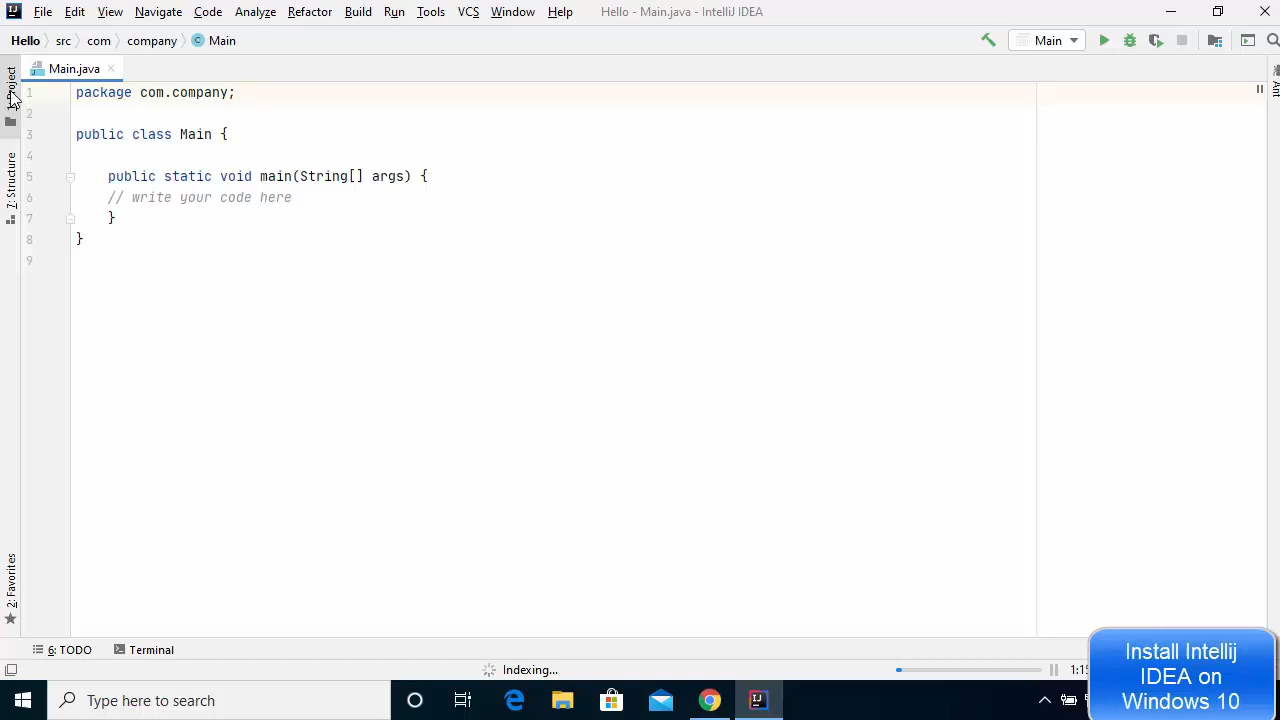 File Edit View Navigate Code Analyze Refactor Build Run Tools VCS Window Help Hello - Main.java - IntelliJ IDEA
Hello src com company Main Main
Main.java
1 package com.company;
2
3 public class Main {
4
5 public static void main(String[] args) {
6 // write your code here
7 }
8 }
9
Project
7: Structure
2: Favorites
Ant
6: TODO Terminal
Indexing...
Install Intellij
IDEA on
Windows 10
Type here to search